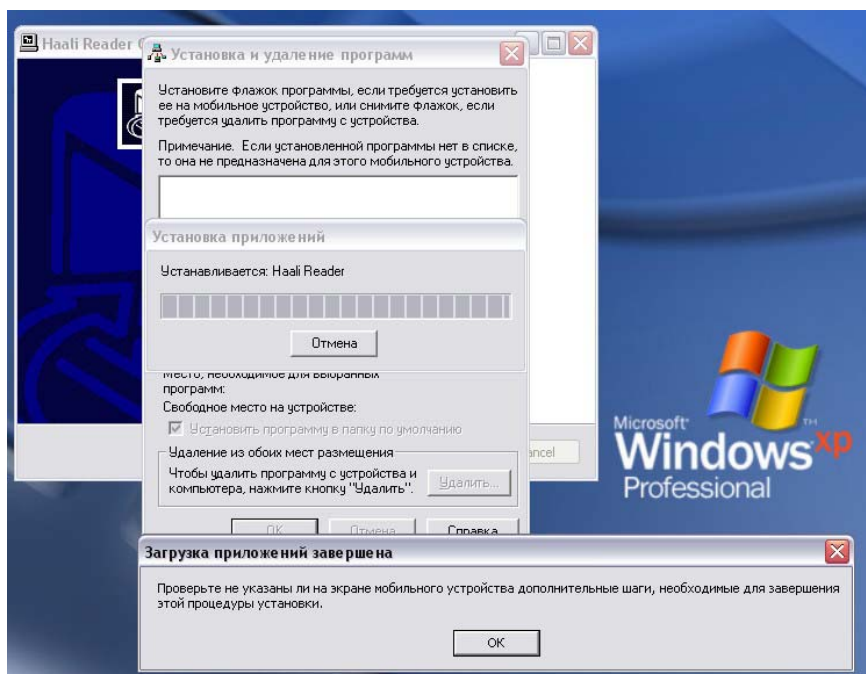 Haali Reader
Установка и удаление программ
Установите флажок программы, если требуется установить
ее на мобильное устройство, или снимите флажок, если
требуется удалить программу с устройства.
Примечание. Если установленной программы нет в списке,
то она не предназначена для этого мобильного устройства.
Установка приложений
Устанавливается: Haali Reader
Отмена
Место, необходимое для выбранных
программ:
Свободное место на устройстве:
Установить программу в папку по умолчанию
Удаление из обоих мест размещения
Чтобы удалить программу с устройства и
компьютера, нажмите кнопку "Удалить".
Удалить...
ancel
OK
Отмена
Справка
Microsoft
Windows xp
TM
Professional
Загрузка приложений завершена
Проверьте не указаны ли на экране мобильного устройства дополнительные шаги, необходимые для завершения
этой процедуры установки.
OK